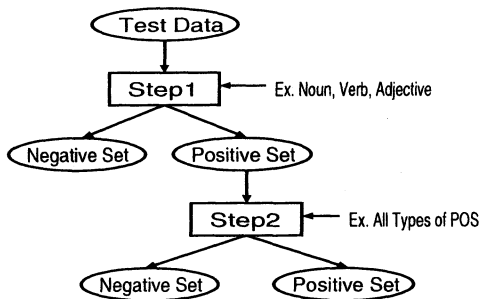 Test Data
Step1
Ex. Noun, Verb, Adjective
Negative Set
Positive Set
Step2
Ex. All Types of POS
Negative Set
Positive Set